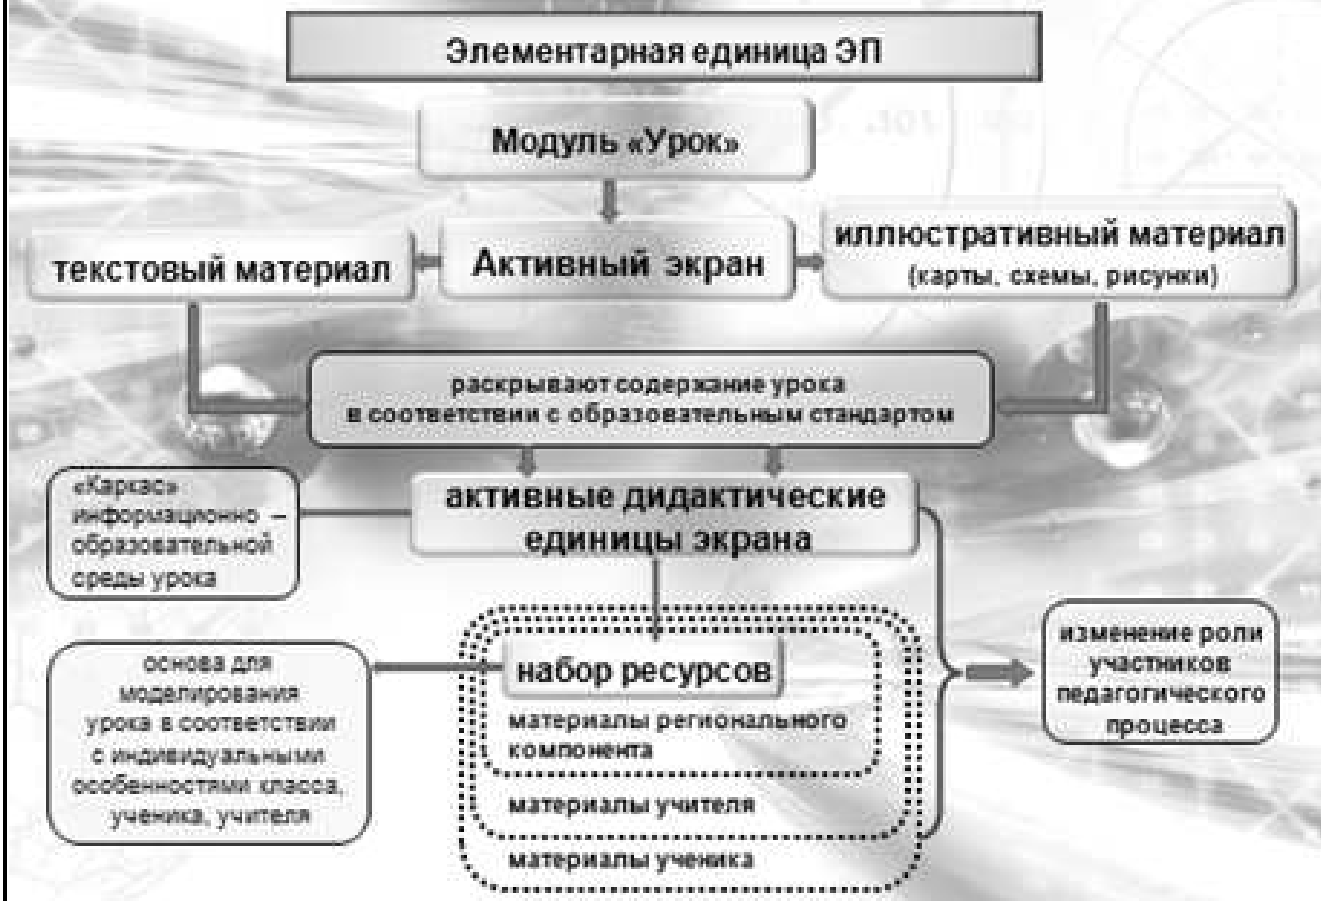 Элементарная единица ЭП
Модуль «Урок»
текстовый материал
Активный экран
иллюстративный материал
(карты, схемы, рисунки)
раскрывают содержание урока
в соответствии с образовательным стандартом
«Каркас»
информационно –
образовательной
среды урока
активные дидактические
единицы экрана
основа для
моделирования
урока в соответствии
с индивидуальными
особенностями класса,
ученика, учителя
набор ресурсов
материалы регионального
компонента
материалы учителя
материалы ученика
изменение роли
участников
педагогического
процесса